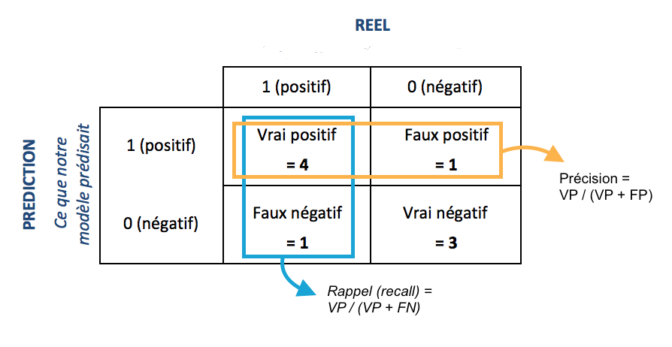 REEL
1 (positif)
0 (négatif)
PREDICTION
Ce que notre
modèle prédisait
1 (positif)
Vrai positif
= 4
Faux positif
= 1
Précision =
VP / (VP + FP)
0 (négatif)
Faux négatif
= 1
Vrai négatif
= 3
Rappel (recall) =
VP / (VP + FN)